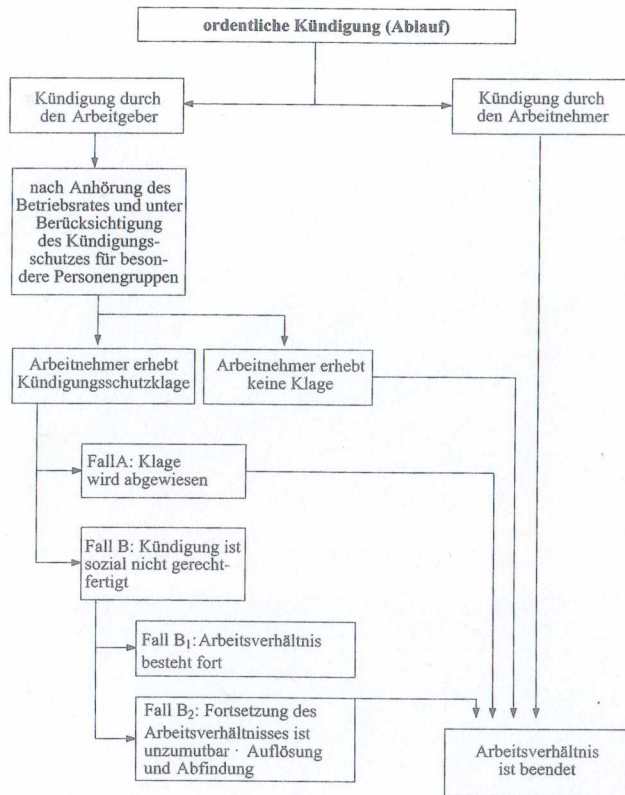 ordentliche Kündigung (Ablauf)
Kündigung durch
den Arbeitgeber
Kündigung durch
den Arbeitnehmer
nach Anhörung des
Betriebsrates und unter
Berücksichtigung
des Kündigungs-
schutzes für beson-
dere Personengruppen
Arbeitnehmer erhebt
Kündigungsschutzklage
Arbeitnehmer erhebt
keine Klage
FallA: Klage
wird abgewiesen
Fall B: Kündigung ist
sozial nicht gerecht-
fertigt
Fall B₁: Arbeitsverhältnis
besteht fort
Fall B₂: Fortsetzung des
Arbeitsverhältnisses ist
unzumutbar · Auflösung
und Abfindung
Arbeitsverhältnis
ist beendet